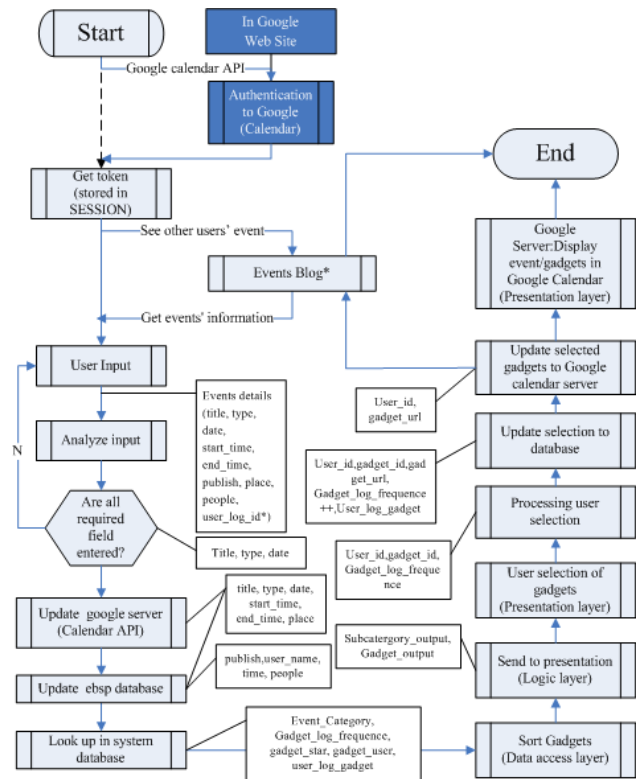 Start
In Google
Web Site
Google calendar API
Authentication
to Google
(Calendar)
Get token
(stored in
SESSION)
See other users' event
Events Blog*
Get events' information
User Input
Events details
(title, type,
date,
start_time,
end_time,
publish, place,
people,
user_log_id*)
N
Analyze input
Are all
required
field
entered?
Title, type, date
Update google server
(Calendar API)
title, type, date,
start_time,
end_time, place
Update ebsp database
publish,user_name,
time, people
Look up in system
database
Event_Category,
Gadget_log_frequence,
gadget_star, gadget_user,
user_log_gadget
Sort Gadgets
(Data access layer)
Send to presentation
(Logic layer)
Subcatergory_output,
Gadget_output
User selection of
gadgets
(Presentation layer)
Processing user
selection
User_id,gadget_id,
Gadget_log_freque
nce
Update selection to
database
User_id,gadget_id,gad
get_url,
Gadget_log_frequence
++,User_log_gadget
Update selected
gadgets to Google
calendar server
User_id,
gadget_url
Google
Server:Display
event/gadgets in
Google Calendar
(Presentation layer)
End